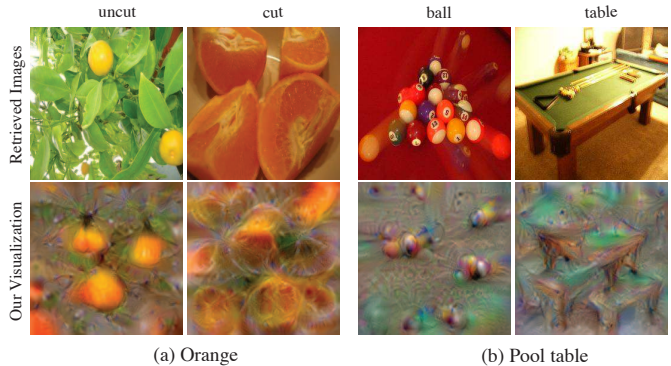 uncut
cut
ball
table
Retrieved Images
Our Visualization
(a) Orange
(b) Pool table